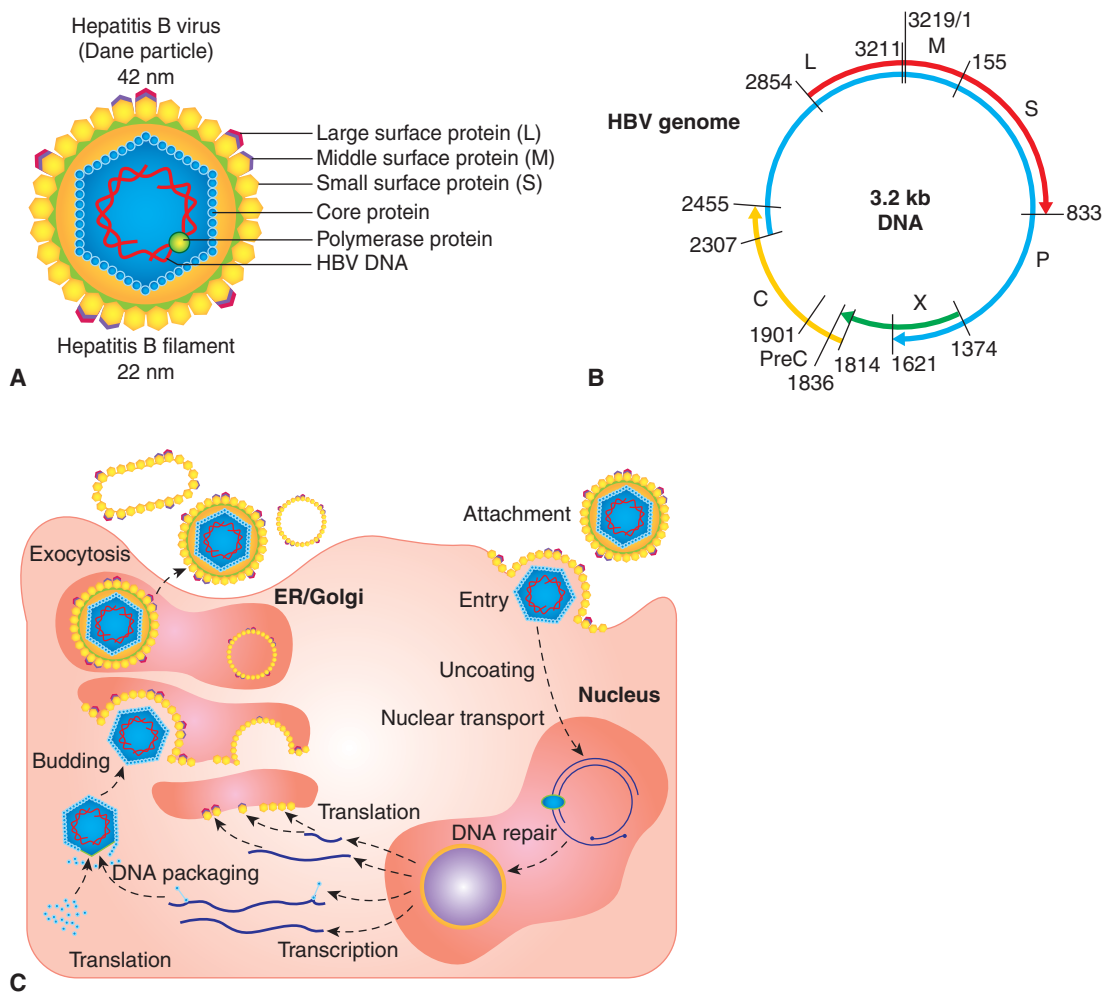 Hepatitis B virus
(Dane particle)
42 nm
Large surface protein (L)
Middle surface protein (M)
Small surface protein (S)
Core protein
Polymerase protein
HBV DNA
Hepatitis B filament
22 nm
A
3219/1
3211
M
L
155
2854
S
HBV genome
3.2 kb
DNA
2455
833
2307
P
C
X
1901
PreC
1836
1814
1621
1374
B
Attachment
Exocytosis
ER/Golgi
Entry
Uncoating
Nucleus
Nuclear transport
Budding
Translation
DNA repair
DNA packaging
Transcription
Translation
C